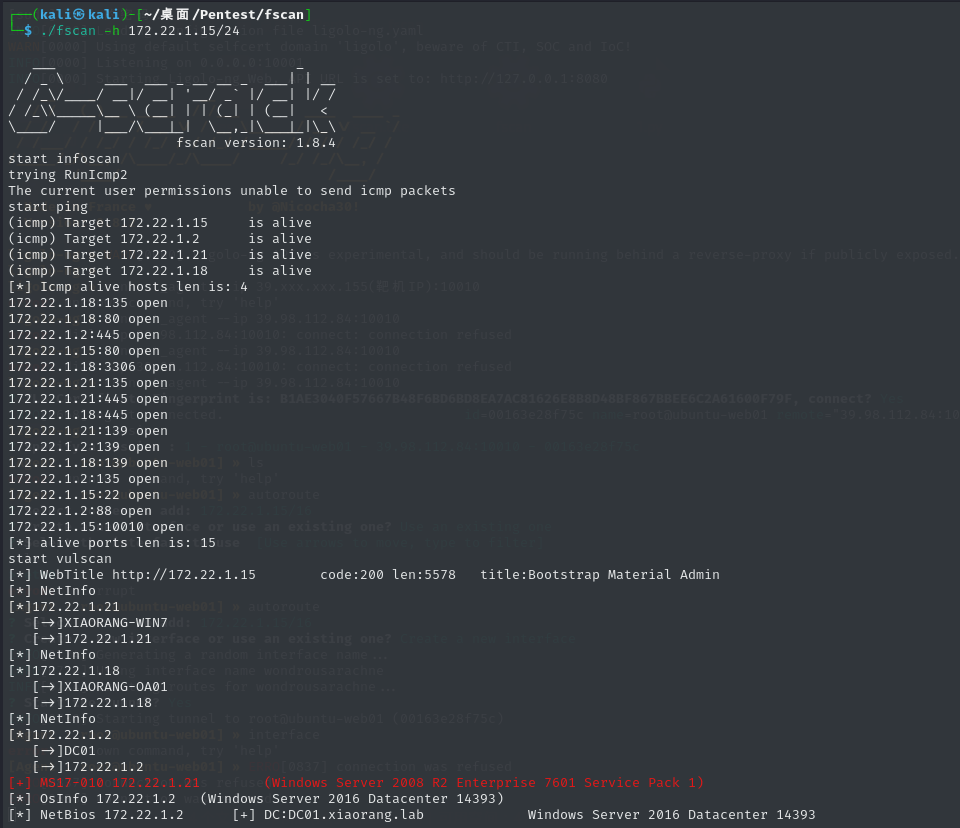 (kali㉿kali)-[~/桌面/Pentest/fscan]
$ ./fscan -h 172.22.1.15/24
fscan version: 1.8.4
start infoscan
trying RunIcmp2
The current user permissions unable to send icmp packets
start ping
(icmp) Target 172.22.1.15     is alive
(icmp) Target 172.22.1.2      is alive
(icmp) Target 172.22.1.21     is alive
(icmp) Target 172.22.1.18     is alive
[*] Icmp alive hosts len is: 4
172.22.1.18:135 open
172.22.1.18:80 open
172.22.1.2:445 open
172.22.1.15:80 open
172.22.1.18:3306 open
172.22.1.21:135 open
172.22.1.21:445 open
172.22.1.18:445 open
172.22.1.21:139 open
172.22.1.2:139 open
172.22.1.18:139 open
172.22.1.2:135 open
172.22.1.15:22 open
172.22.1.2:88 open
172.22.1.15:10010 open
[*] alive ports len is: 15
start vulscan
[*] WebTitle http://172.22.1.15        code:200 len:5578   title:Bootstrap Material Admin
[*] NetInfo
[*]172.22.1.21
   [->]XIAORANG-WIN7
   [->]172.22.1.21
[*] NetInfo
[*]172.22.1.18
   [->]XIAORANG-OA01
   [->]172.22.1.18
[*] NetInfo
[*]172.22.1.2
   [->]DC01
   [->]172.22.1.2
[+] MS17-010 172.22.1.21        (Windows Server 2008 R2 Enterprise 7601 Service Pack 1)
[*] OsInfo 172.22.1.2   (Windows Server 2016 Datacenter 14393)
[*] NetBios 172.22.1.2      [+] DC:DC01.xiaorang.lab            Windows Server 2016 Datacenter 14393